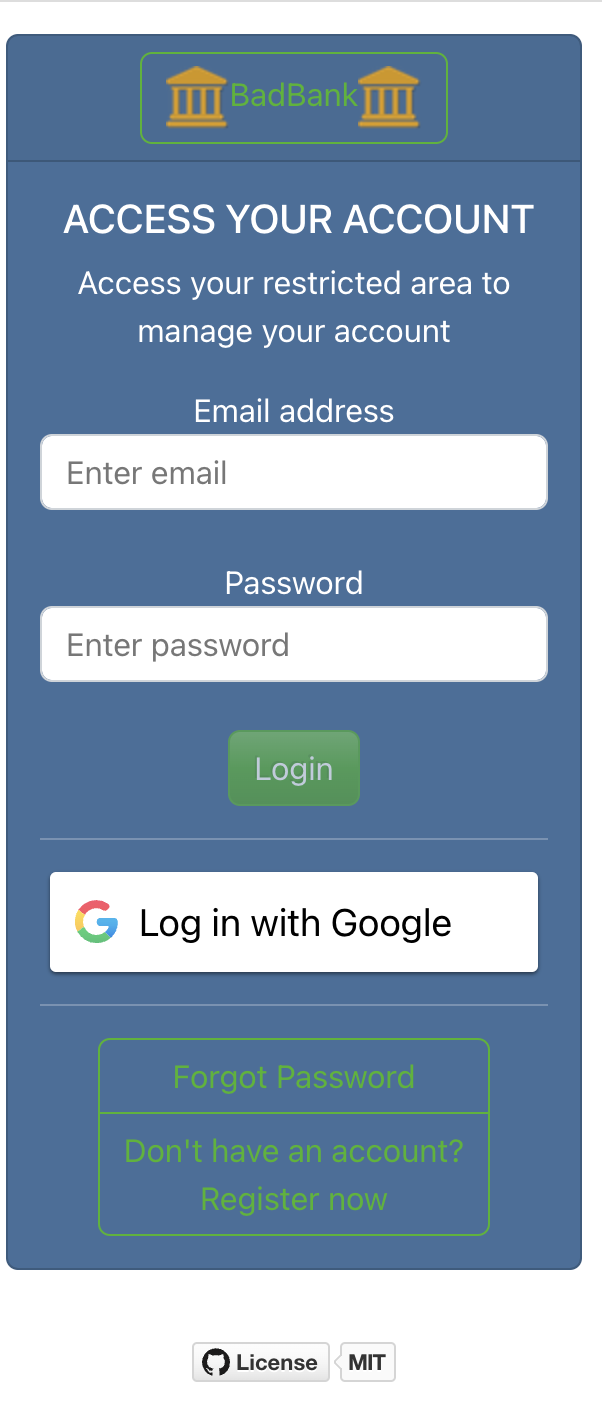 BadBank
ACCESS YOUR ACCOUNT
Access your restricted area to
manage your account
Email address
Enter email
Password
Enter password
Login
Log in with Google
Forgot Password
Don't have an account?
Register now
License MIT